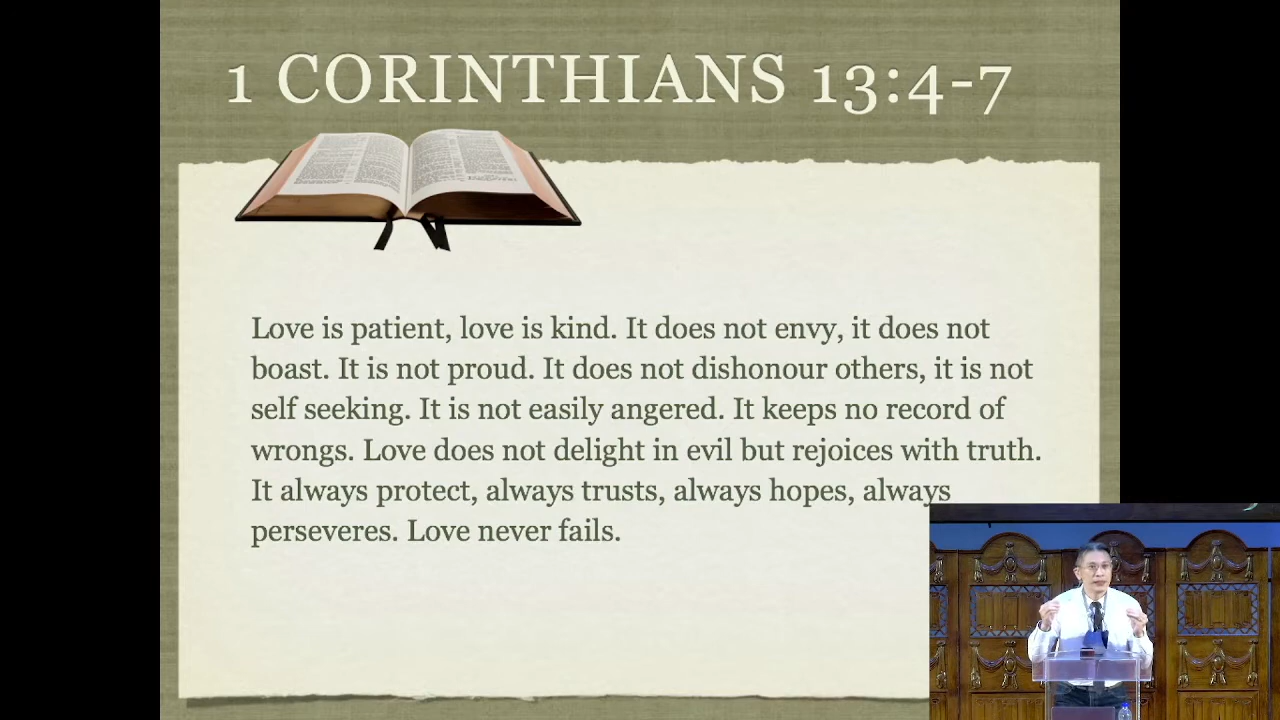 1 CORINTHIANS 13:4-7
Love is patient, love is kind. It does not envy, it does not
boast. It is not proud. It does not dishonour others, it is not
self seeking. It is not easily angered. It keeps no record of
wrongs. Love does not delight in evil but rejoices with truth.
It always protect, always trusts, always hopes, always
perseveres. Love never fails.